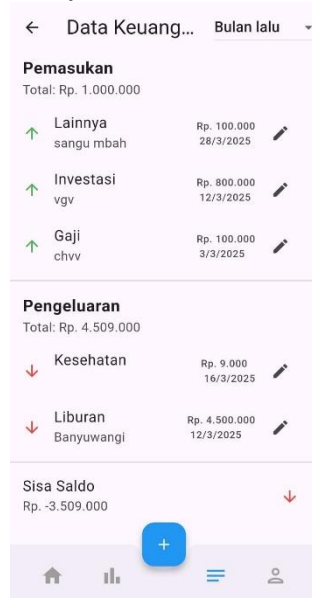 Data Keuang... Bulan lalu
Pemasukan
Total: Rp. 1.000.000
Lainnya Rp. 100.000
sangu mbah 28/3/2025
Investasi Rp. 800.000
vgv 12/3/2025
Gaji Rp. 100.000
chvv 3/3/2025
Pengeluaran
Total: Rp. 4.509.000
Kesehatan Rp. 9.000
16/3/2025
Liburan Rp. 4.500.000
Banyuwangi 12/3/2025
Sisa Saldo
Rp. -3.509.000